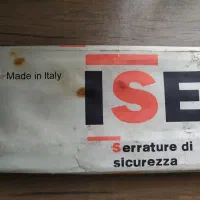 Made in Italy
ISE
Serrature di
sicurezza